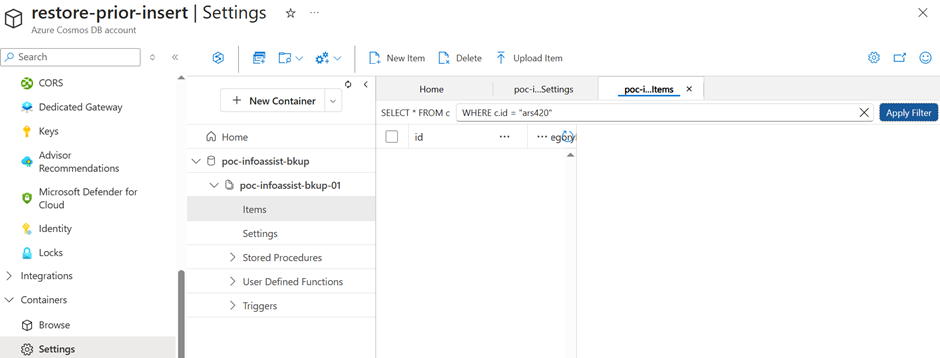 restore-prior-insert | Settings
Azure Cosmos DB account
Search
CORS
Dedicated Gateway
Keys
Advisor
Recommendations
Microsoft Defender for
Cloud
Identity
Locks
Integrations
Containers
Browse
Settings
New Item
Delete
Upload Item
New Container
Home
poc-infoassist-bkup
poc-infoassist-bkup-01
Items
Settings
Stored Procedures
User Defined Functions
Triggers
Home
poc-i...Settings
poc-i...Items
SELECT * FROM c
WHERE c.id = "ars420"
Apply Filter
id